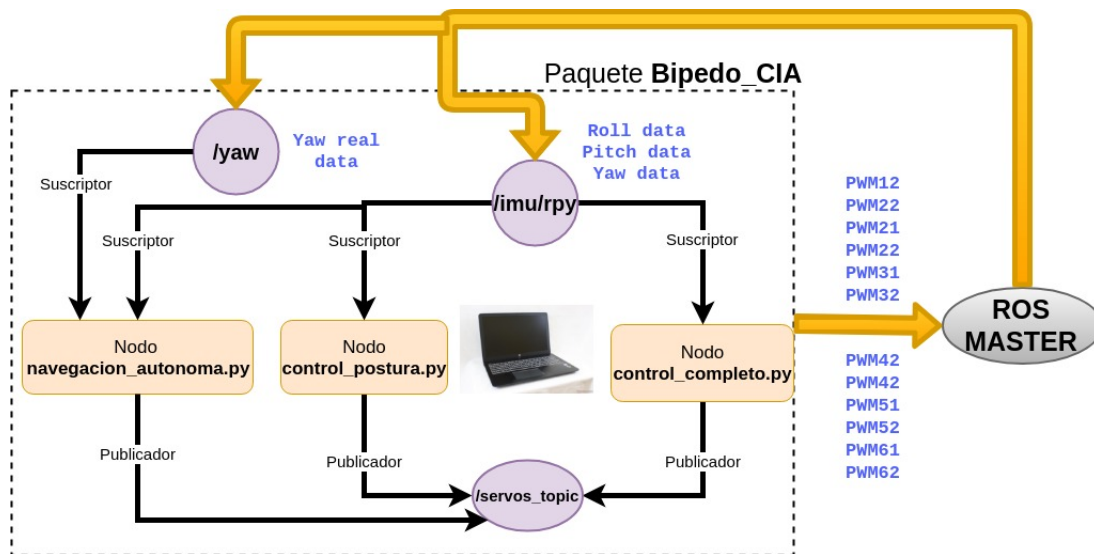 Paquete Bipedo_CIA
/yaw
Yaw real
data
Roll data
Pitch data
Yaw data
/imu/rpy
Suscriptor
Suscriptor
Suscriptor
Suscriptor
PWM12
PWM22
PWM21
PWM22
PWM31
PWM32
ROS
MASTER
Nodo
navegacion_autonoma.py
Nodo
control_postura.py
Nodo
control_completo.py
PWM42
PWM42
PWM51
PWM52
PWM61
PWM62
Publicador
Publicador
Publicador
/servos_topic